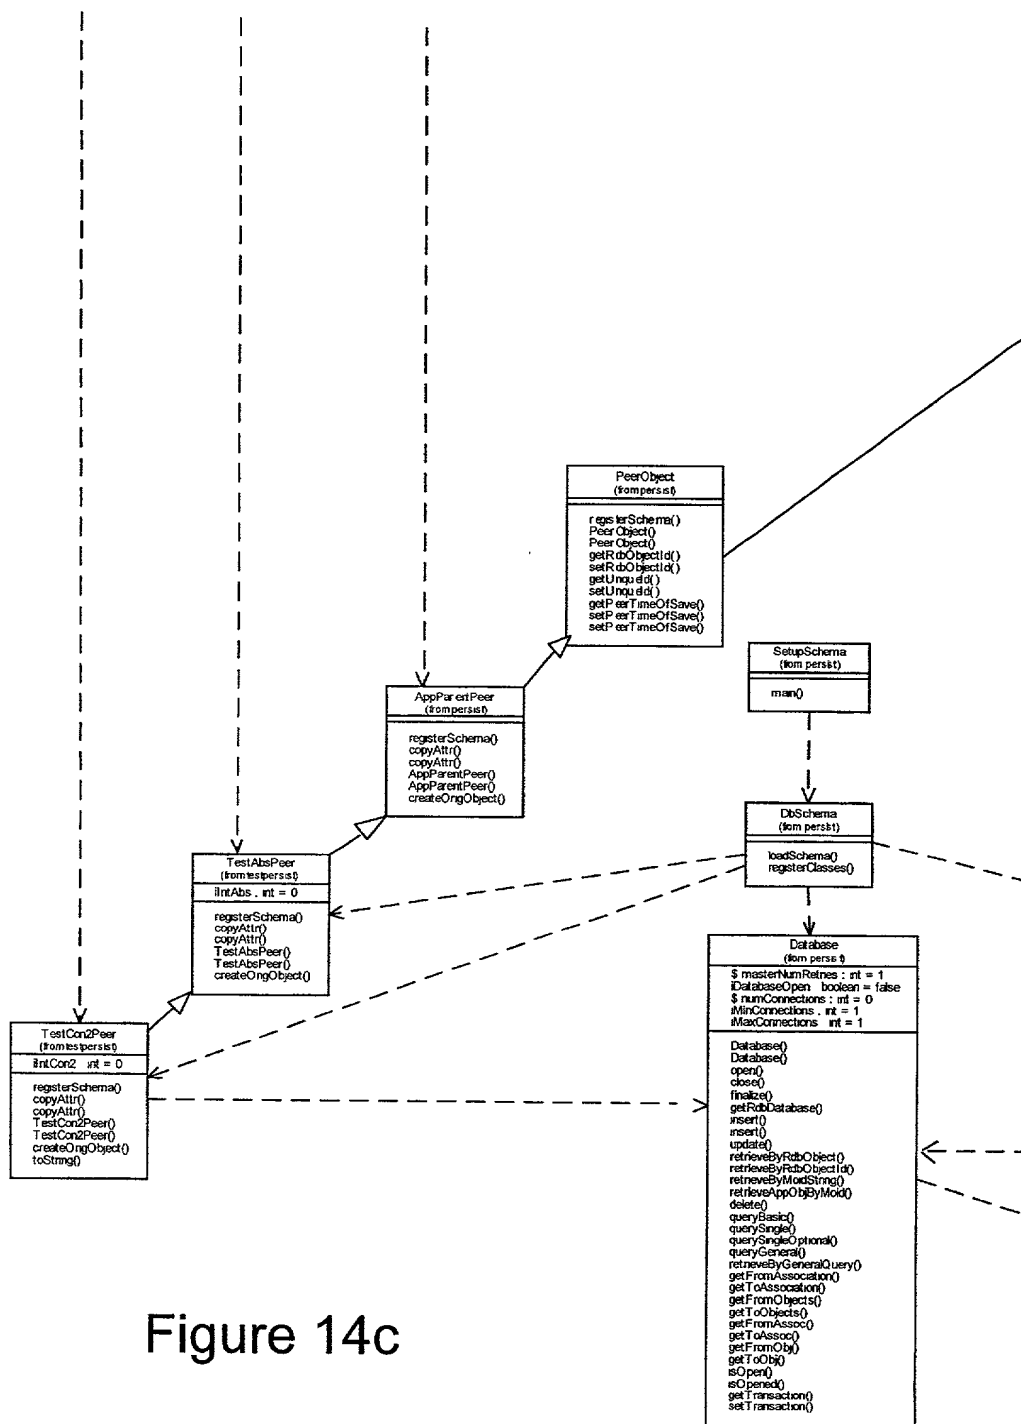 PeerObject
(from persist)
registerSchema()
PeerObject()
PeerObject()
getRdbObjectId()
setRdbObjectId()
getUniqueId()
setUniqueId()
getPeerTimeOfSave()
setPeerTimeOfSave()
setPeerTimeOfSave()
SetupSchema
(from persist)
main()
AppParentPeer
(from persist)
registerSchema()
copyAttr()
copyAttr()
AppParentPeer()
AppParentPeer()
createOrigObject()
DbSchema
(from persist)
loadSchema()
registerClasses()
TestAbsPeer
(from testpersist)
iIntAbs : int = 0
registerSchema()
copyAttr()
copyAttr()
TestAbsPeer()
TestAbsPeer()
createOrigObject()
Database
(from persist)
$ masterNumRetries : int = 1
iDatabaseOpen boolean = false
$ numConnections : int = 0
iMinConnections . int = 1
iMaxConnections int = 1
Database()
Database()
open()
close()
finalize()
getRdbDatabase()
insert()
insert()
update()
retrieveByRdbObject()
retrieveByRdbObjectId()
retrieveByMoidString()
retrieveAppObjByMoid()
delete()
queryBasic()
querySingle()
querySingleOptional()
queryGeneral()
retrieveByGeneralQuery()
getFromAssociation()
getToAssociation()
getFromObjects()
getToObjects()
getFromAssoc()
getToAssoc()
getFromObj()
getToObj()
isOpen()
isOpened()
getTransaction()
setTransaction()
TestCon2Peer
(from testpersist)
iIntCon2 int = 0
registerSchema()
copyAttr()
copyAttr()
TestCon2Peer()
TestCon2Peer()
createOrigObject()
toString()
Figure 14c